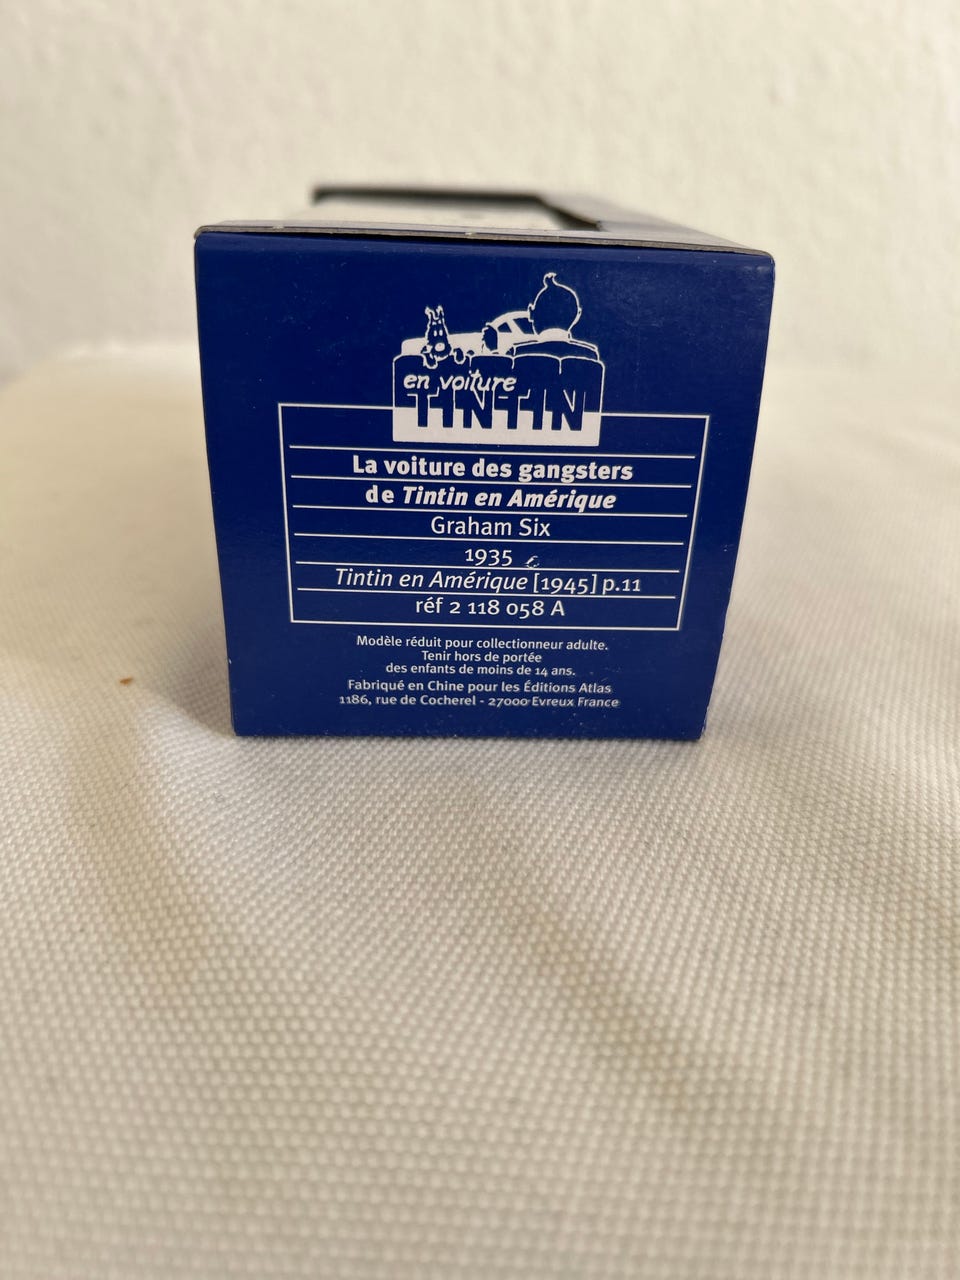 en voiture
TINTIN
La voiture des gangsters
de Tintin en Amérique
Graham Six
1935
Tintin en Amérique [1945] p.11
réf 2 118 058 A
Modèle réduit pour collectionneur adulte.
Tenir hors de portée
des enfants de moins de 14 ans.
Fabriqué en Chine pour les Éditions Atlas
1186, rue de Cocherel - 27000 Evreux France